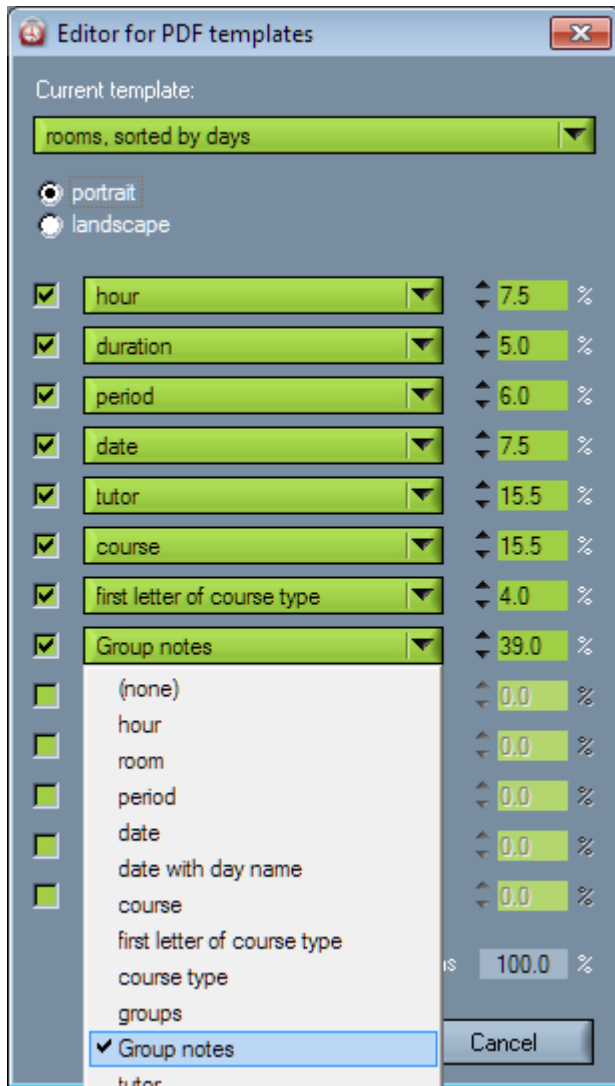 Editor for PDF templates
Current template:
rooms, sorted by days
portrait
landscape
hour 7.5 %
duration 5.0 %
period 6.0 %
date 7.5 %
tutor 15.5 %
course 15.5 %
first letter of course type 4.0 %
Group notes 39.0 %
(none) 0.0 %
hour
room 0.0 %
period 0.0 %
date
date with day name 0.0 %
course 0.0 %
first letter of course type
course type 100.0 %
groups
Group notes Cancel
tutor